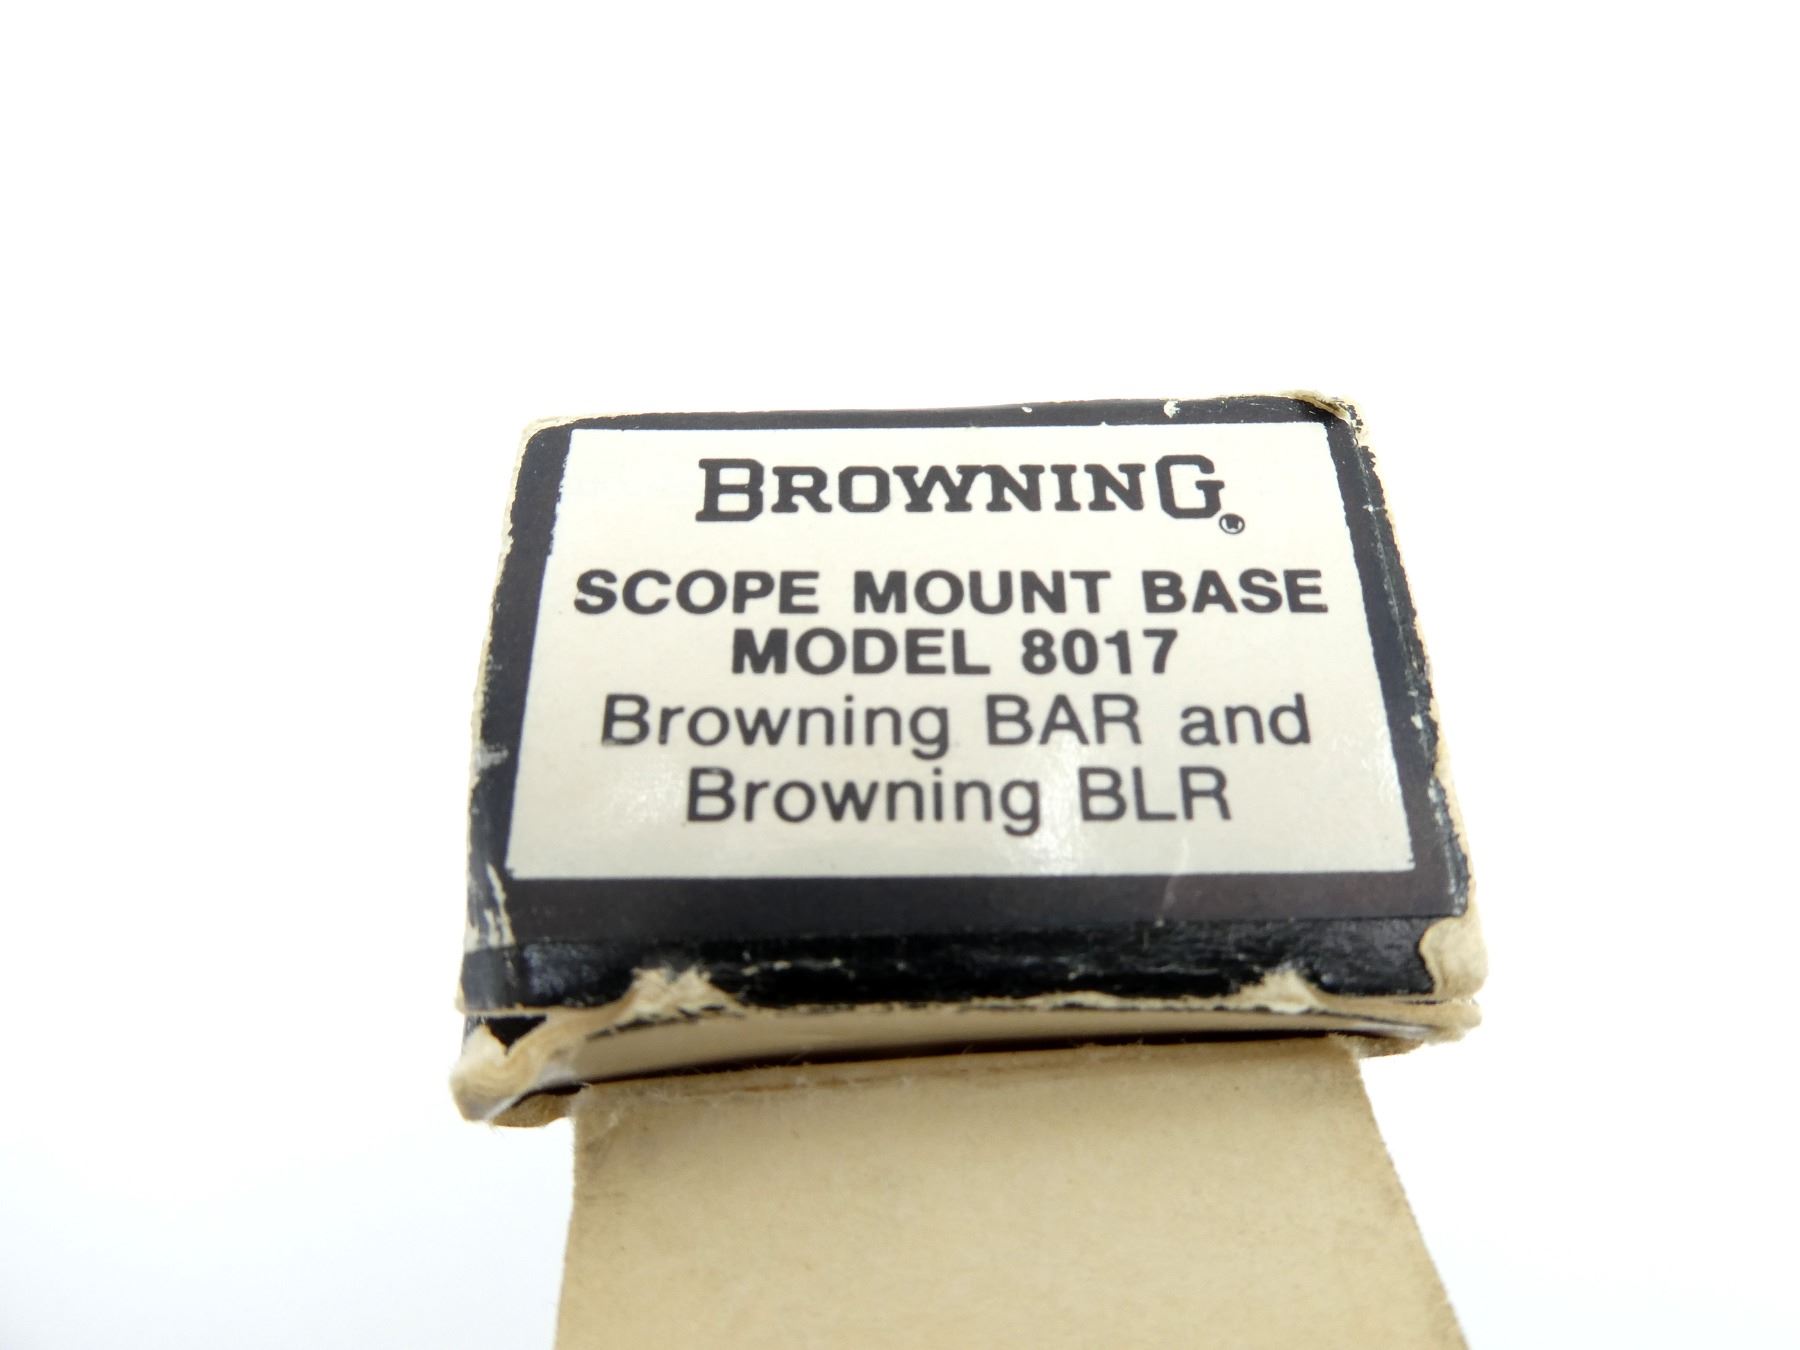 BROWNING®
SCOPE MOUNT BASE
MODEL 8017
Browning BAR and
Browning BLR